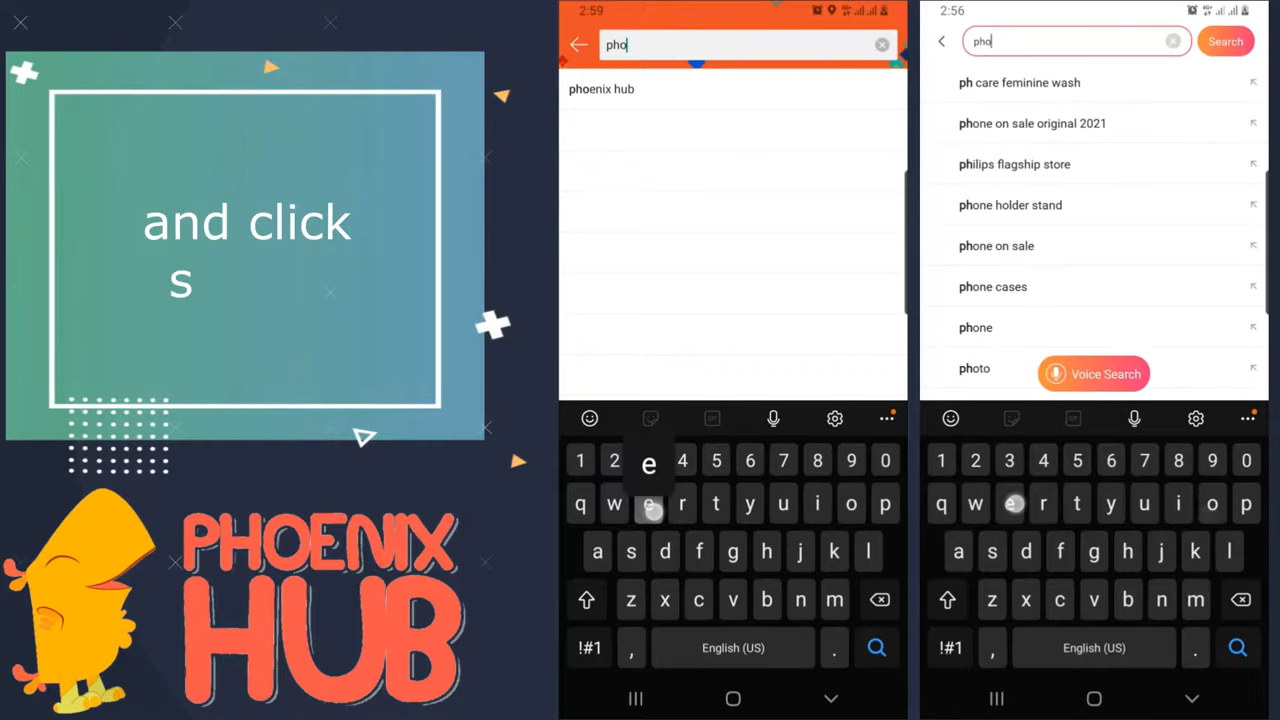 and click
s
PHOENIX
HUB
2:59
pho
phoenix hub
e
1 2 4 5 6 7 8 9 0
q w e r t y u i o p
a s d f g h j k l
z x c v b n m
!#1 , English (US) .
2:56
pho
Search
ph care feminine wash
phone on sale original 2021
philips flagship store
phone holder stand
phone on sale
phone cases
phone
photo
Voice Search
1 2 3 4 5 6 7 8 9 0
q w e r t y u i o p
a s d f g h j k l
z x c v b n m
!#1 , English (US) .